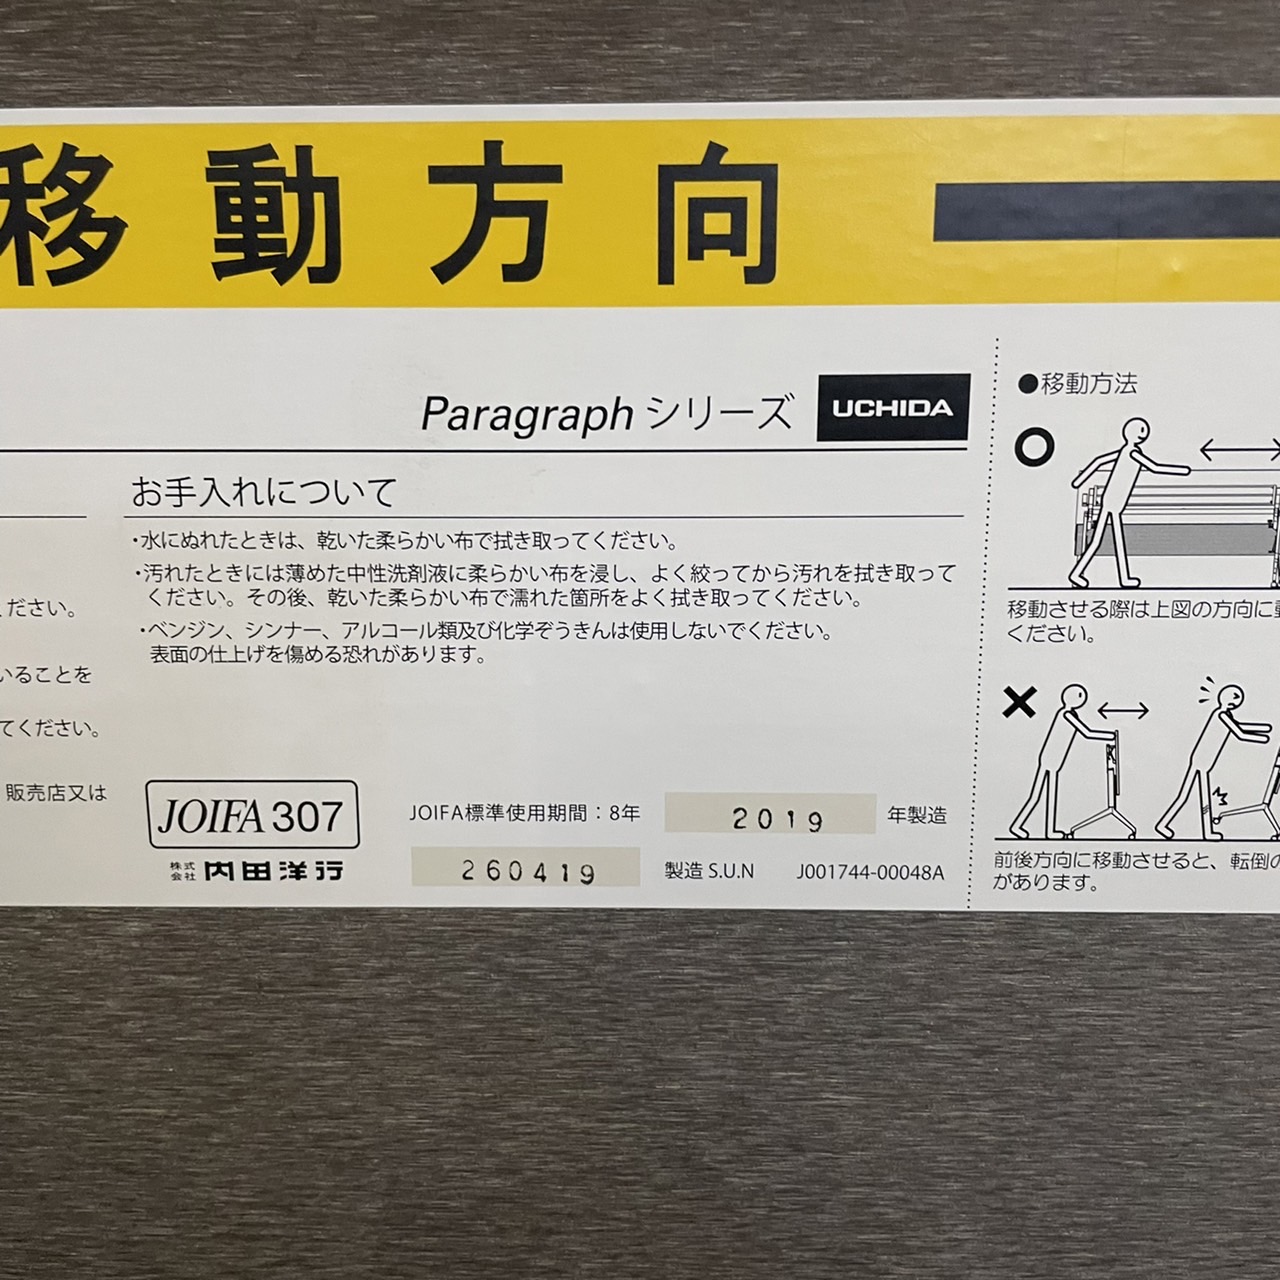 移動方向
Paragraph シリーズ UCHIDA
ください。
いることを
てください。
販売店又は
お手入れについて
・水にぬれたときは、乾いた柔らかい布で拭き取ってください。
・汚れたときには薄めた中性洗剤液に柔らかい布を浸し、よく絞ってから汚れを拭き取って
ください。その後、乾いた柔らかい布で濡れた箇所をよく拭き取ってください。
・ベンジン、シンナー、アルコール類及び化学ぞうきんは使用しないでください。
表面の仕上げを傷める恐れがあります。
JOIFA 307
JOIFA標準使用期間：8年 2019 年製造
株式会社 内田洋行 260419 製造 S.U.N J001744-00048A
●移動方法
移動させる際は上図の方向に
ください。
前後方向に移動させると、転倒の
があります。